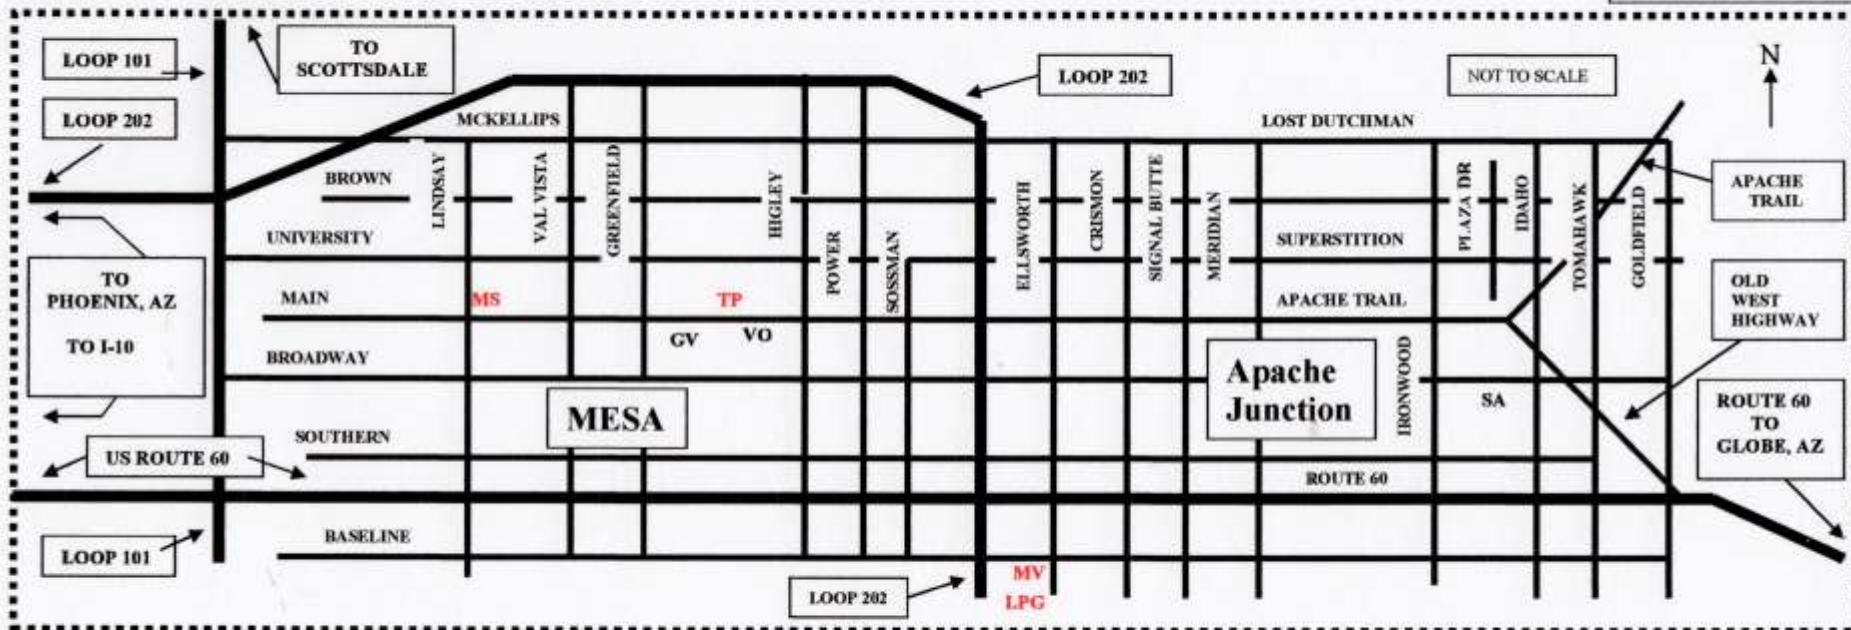 LOOP 101
TO
SCOTTSDALE
LOOP 202
NOT TO SCALE
N
LOOP 202
MCKELLIPS
LOST DUTCHMAN
BROWN
LINDSAY
VAL VISTA
GREENFIELD
HIGLEY
POWER
SOSSMAN
ELLSWORTH
CRISMON
SIGNAL BUTTE
MERIDIAN
PLAZA DR
IDAHO
TOMAHAWK
GOLDFIELD
APACHE
TRAIL
UNIVERSITY
SUPERSTITION
TO
PHOENIX, AZ
TO I-10
MAIN
MS
TP
APACHE TRAIL
OLD
WEST
HIGHWAY
GV
VO
BROADWAY
IRONWOOD
Apache
Junction
MESA
SA
ROUTE 60
TO
GLOBE, AZ
SOUTHERN
US ROUTE 60
ROUTE 60
BASELINE
LOOP 101
LOOP 202
MV
LPG